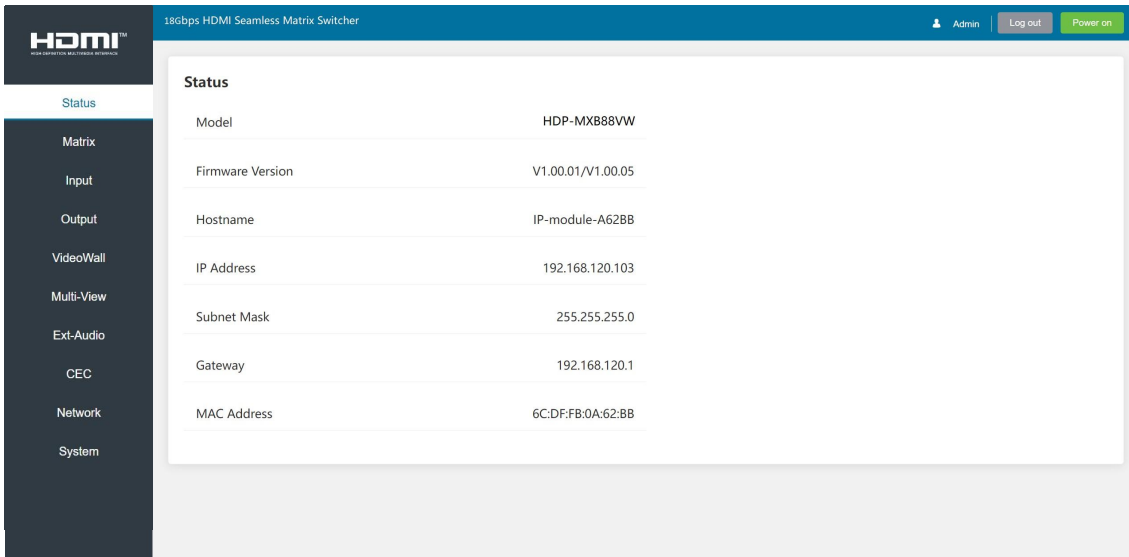 HDMI™
HIGH-DEFINITION MULTIMEDIA INTERFACE
18Gbps HDMI Seamless Matrix Switcher
Admin
Log out
Power on
Status
Matrix
Input
Output
VideoWall
Multi-View
Ext-Audio
CEC
Network
System
Status
Model HDP-MXB88VW
Firmware Version V1.00.01/V1.00.05
Hostname IP-module-A62BB
IP Address 192.168.120.103
Subnet Mask 255.255.255.0
Gateway 192.168.120.1
MAC Address 6C:DF:FB:0A:62:BB